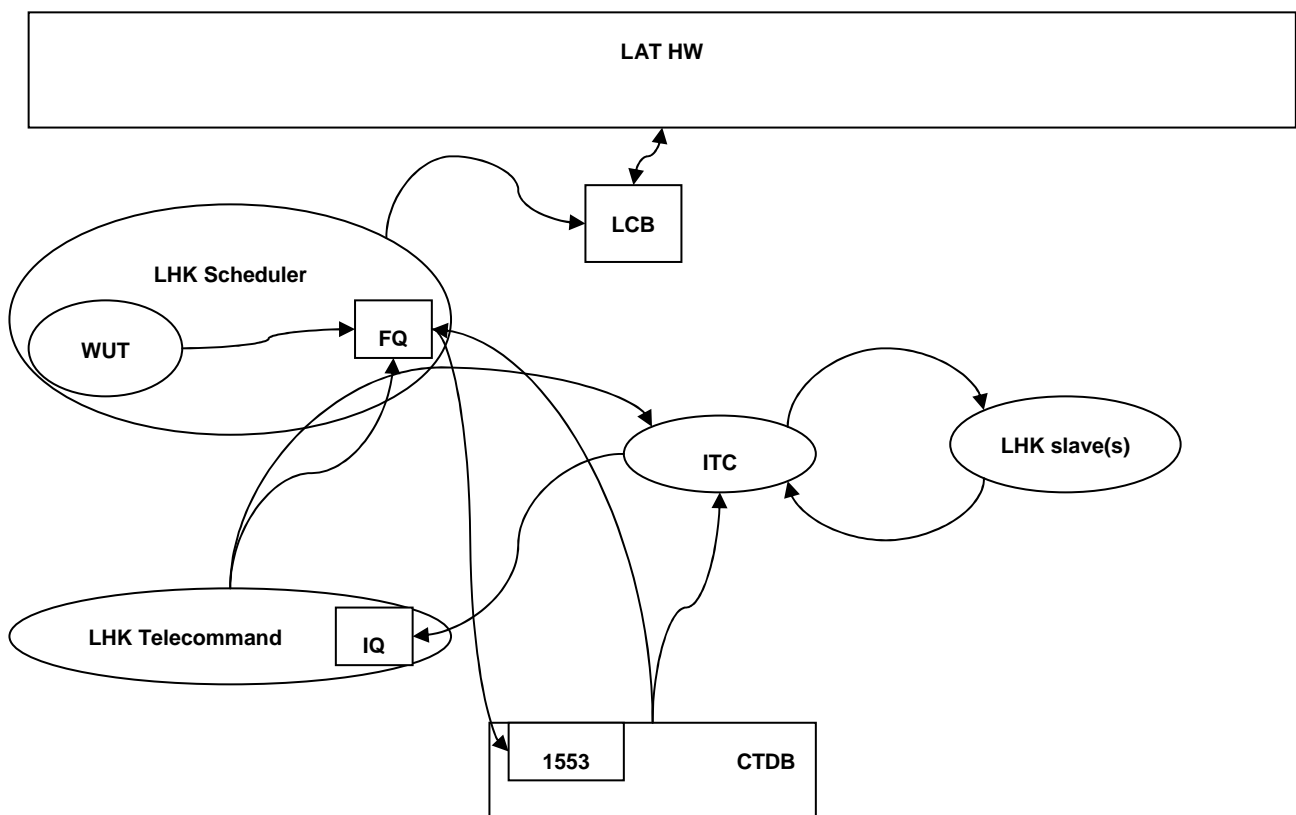 LAT HW
LCB
LHK Scheduler
FQ
WUT
LHK slave(s)
ITC
LHK Telecommand
IQ
1553
CTDB